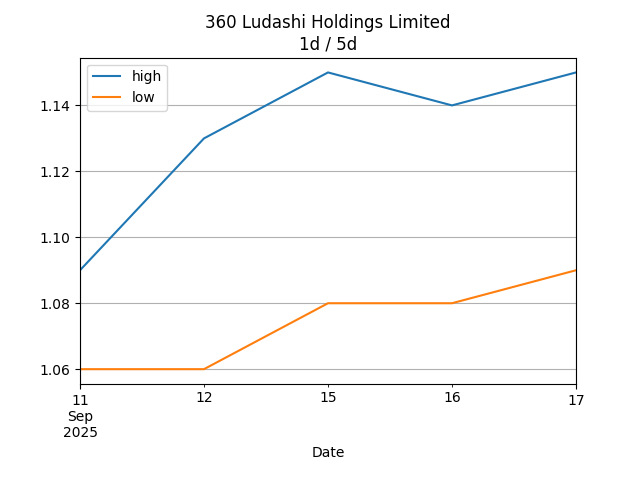 360 Ludashi Holdings Limited
1d / 5d
high
low
1.14
1.12
1.10
1.08
1.06
11 12 15 16 17
Sep
2025
Date